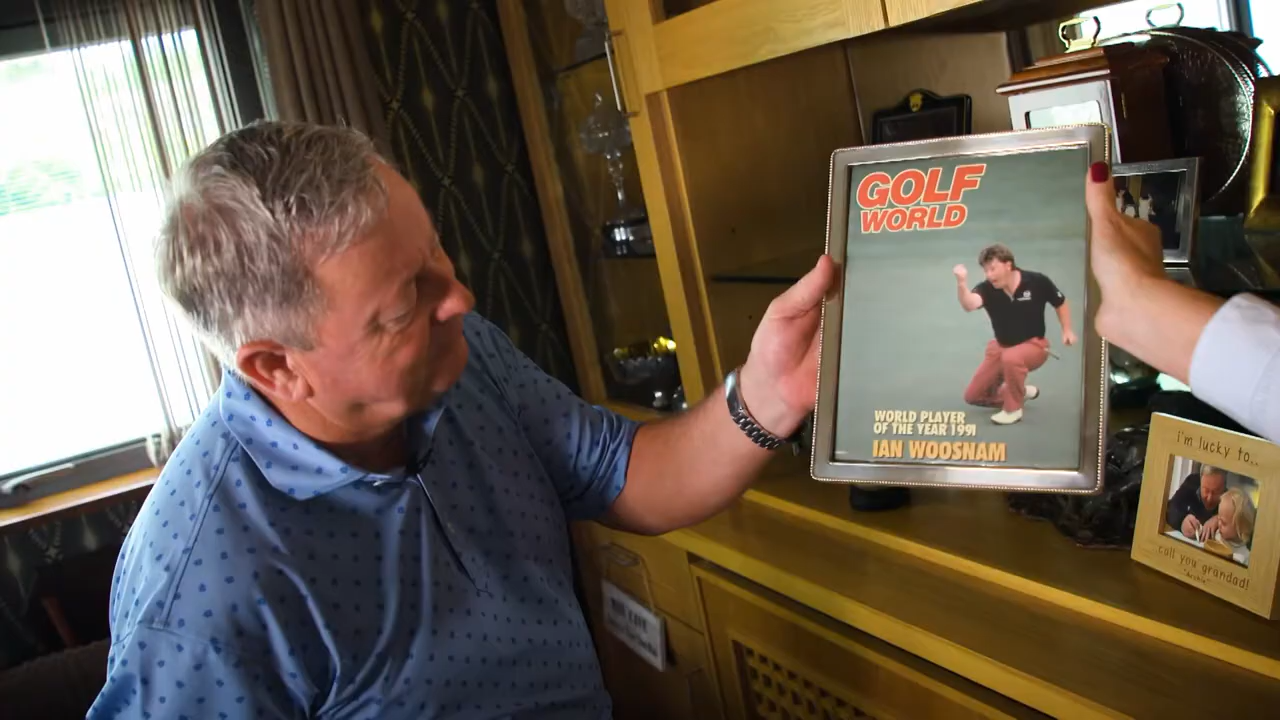 GOLF
WORLD
WORLD PLAYER
OF THE YEAR 1991
IAN WOOSNAM
i'm lucky to..
call you grandad!